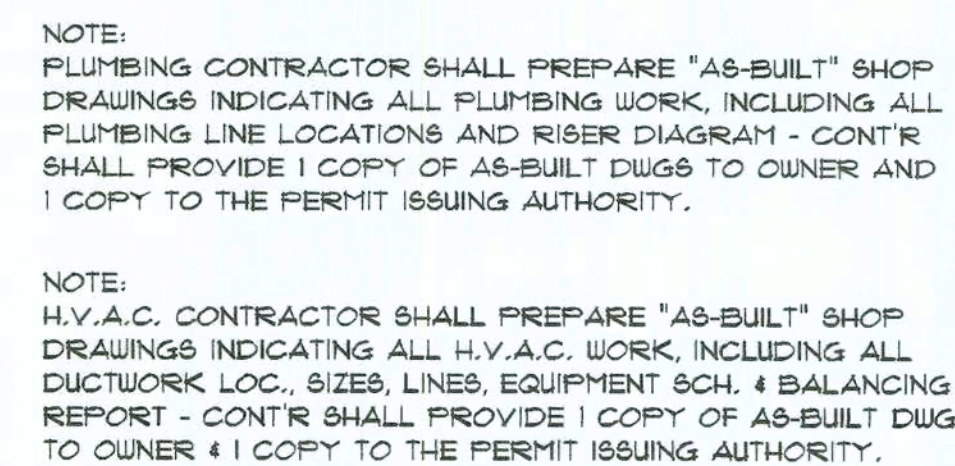 NOTE:
PLUMBING CONTRACTOR SHALL PREPARE "AS-BUILT" SHOP
DRAWINGS INDICATING ALL PLUMBING WORK, INCLUDING ALL
PLUMBING LINE LOCATIONS AND RISER DIAGRAM - CONT'R
SHALL PROVIDE 1 COPY OF AS-BUILT DWGS TO OWNER AND
1 COPY TO THE PERMIT ISSUING AUTHORITY.
NOTE:
H.V.A.C. CONTRACTOR SHALL PREPARE "AS-BUILT" SHOP
DRAWINGS INDICATING ALL H.V.A.C. WORK, INCLUDING ALL
DUCTWORK LOC., SIZES, LINES, EQUIPMENT SCH. & BALANCING
REPORT - CONT'R SHALL PROVIDE 1 COPY OF AS-BUILT DWG
TO OWNER & 1 COPY TO THE PERMIT ISSUING AUTHORITY.